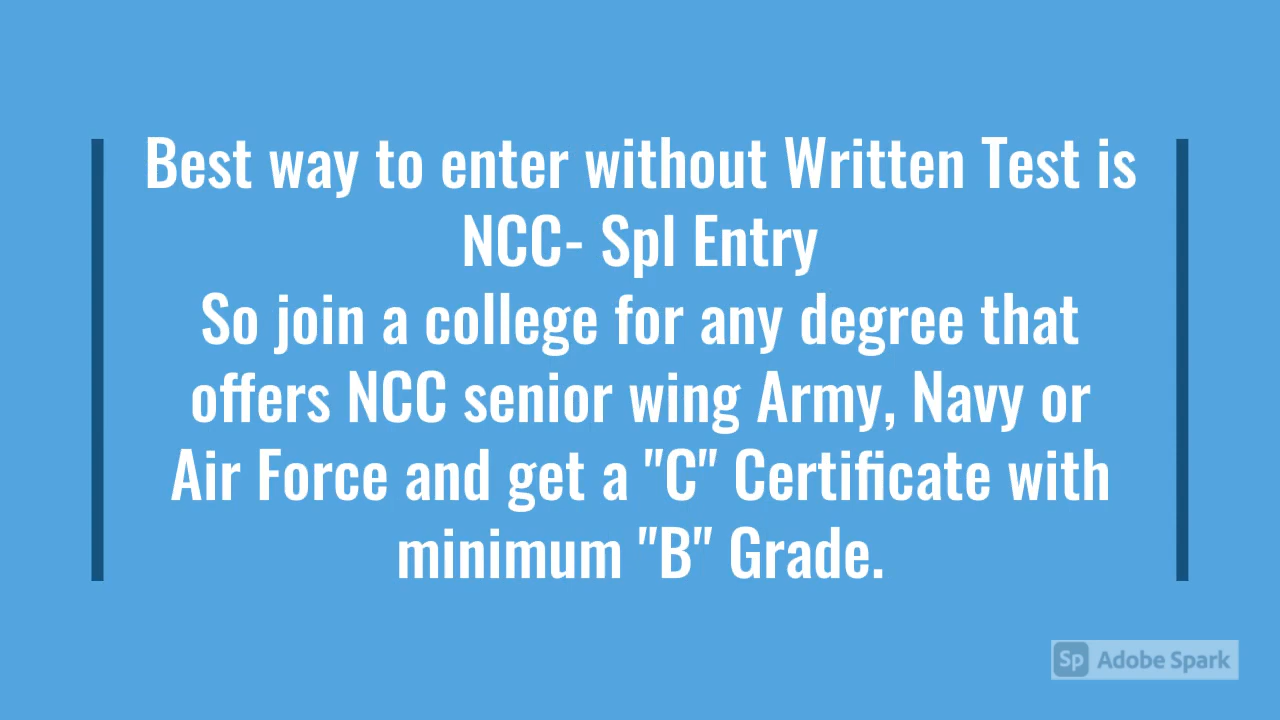 Best way to enter without Written Test is
NCC- Spl Entry
So join a college for any degree that
offers NCC senior wing Army, Navy or
Air Force and get a "C" Certificate with
minimum "B" Grade.
Sp Adobe Spark